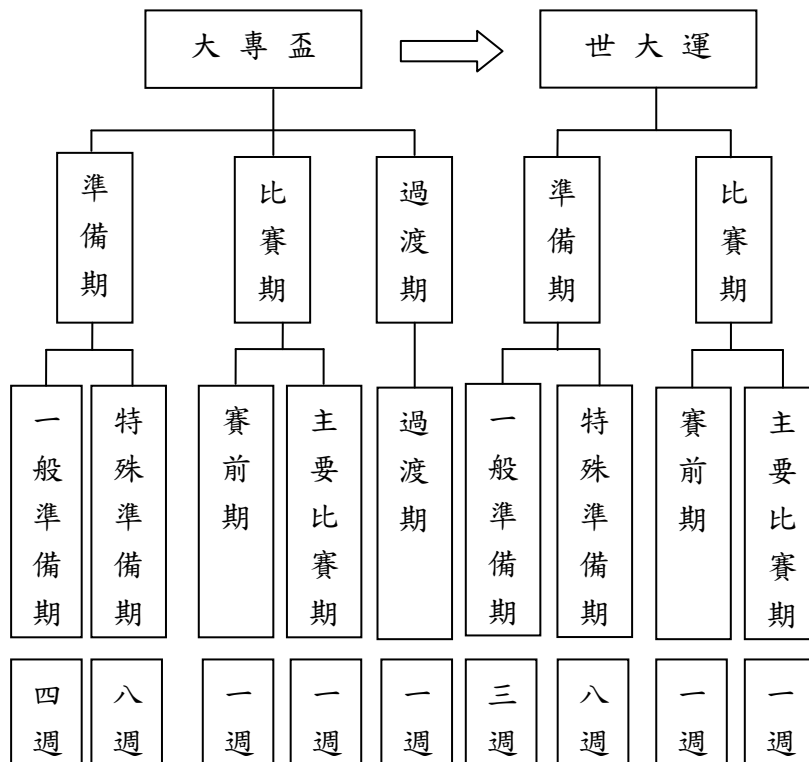 大專盃
世大運
準備期
比賽期
過渡期
準備期
比賽期
一般準備期
特殊準備期
賽前期
主要比賽期
過渡期
一般準備期
特殊準備期
賽前期
主要比賽期
四週
八週
一週
一週
一週
三週
八週
一週
一週